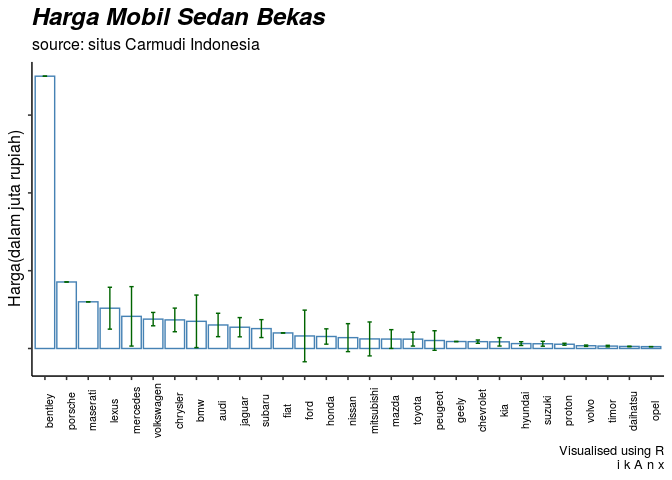 Harga Mobil Sedan Bekas
source: situs Carmudi Indonesia
Harga(dalam juta rupiah)
bentley
porsche
maserati
lexus
mercedes
volkswagen
chrysler
bmw
audi
jaguar
subaru
fiat
ford
honda
nissan
mitsubishi
mazda
toyota
peugeot
geely
chevrolet
kia
hyundai
suzuki
proton
volvo
timor
daihatsu
opel
Visualised using R
i k A n x